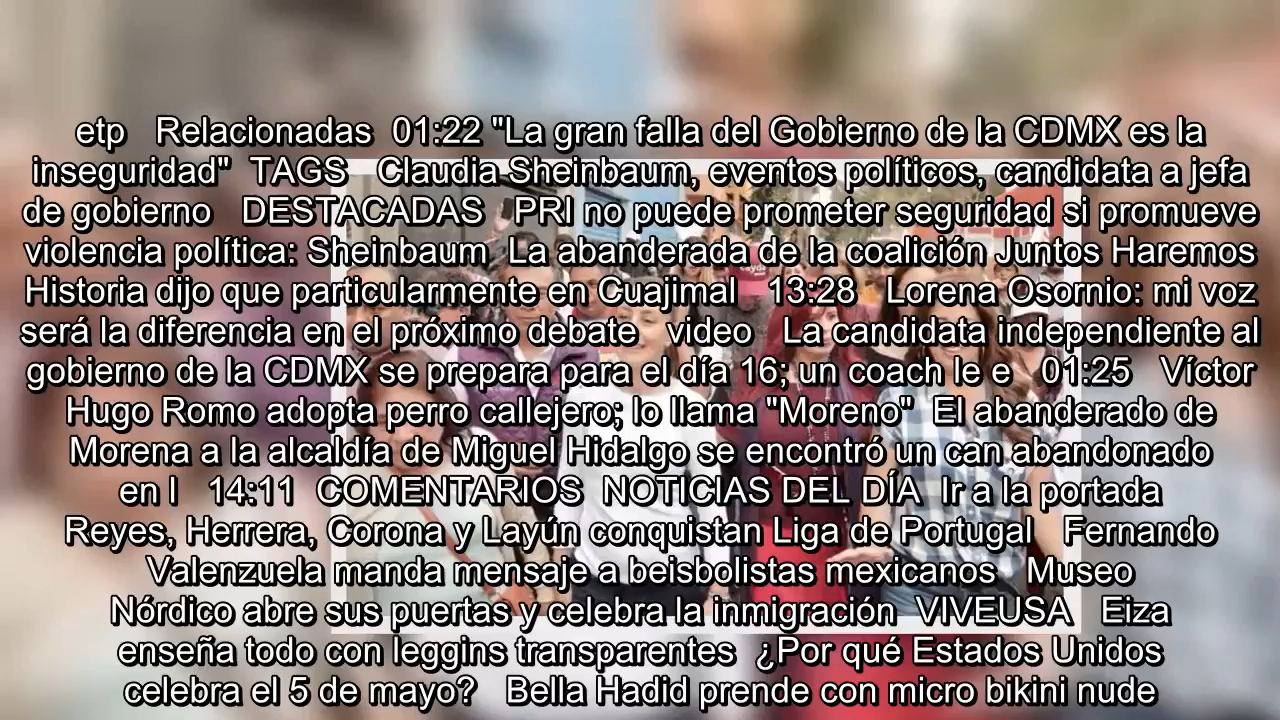 etp Relacionadas 01:22 "La gran falla del Gobierno de la CDMX es la
inseguridad" TAGS Claudia Sheinbaum, eventos políticos, candidata a jefa
de gobierno DESTACADAS PRI no puede prometer seguridad si promueve
violencia política: Sheinbaum La abanderada de la coalición Juntos Haremos
Historia dijo que particularmente en Cuajimal 13:28 Lorena Osornio: mi voz
será la diferencia en el próximo debate video La candidata independiente al
gobierno de la CDMX se prepara para el día 16; un coach le e 01:25 Víctor
Hugo Romo adopta perro callejero; lo llama "Moreno" El abanderado de
Morena a la alcaldía de Miguel Hidalgo se encontró un can abandonado
en l 14:11 COMENTARIOS NOTICIAS DEL DÍA Ir a la portada
Reyes, Herrera, Corona y Layún conquistan Liga de Portugal Fernando
Valenzuela manda mensaje a beisbolistas mexicanos Museo
Nórdico abre sus puertas y celebra la inmigración VIVEUSA Eiza
enseña todo con leggins transparentes ¿Por qué Estados Unidos
celebra el 5 de mayo? Bella Hadid prende con micro bikini nude